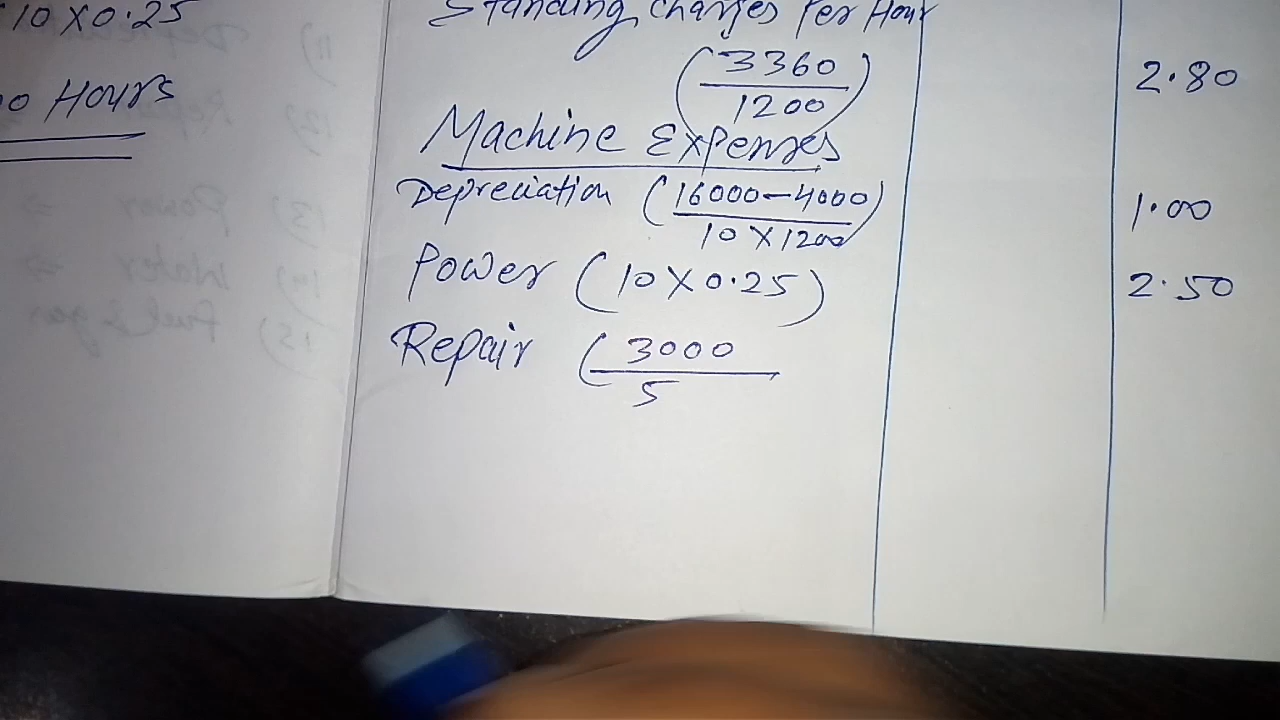 10 X 0.25
Hours
Standing Charges Per Hour
(3360/1200) 2.80
Machine Expenses
Depreciation (16000-4000/10 X 1200) 1.00
Power (10 X 0.25) 2.50
Repair (3000/5